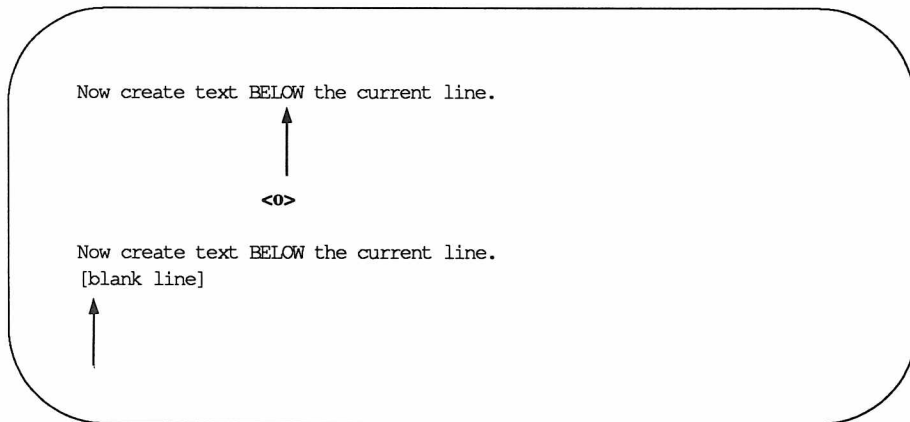 Now create text BELOW the current line.
<o>
Now create text BELOW the current line.
[blank line]